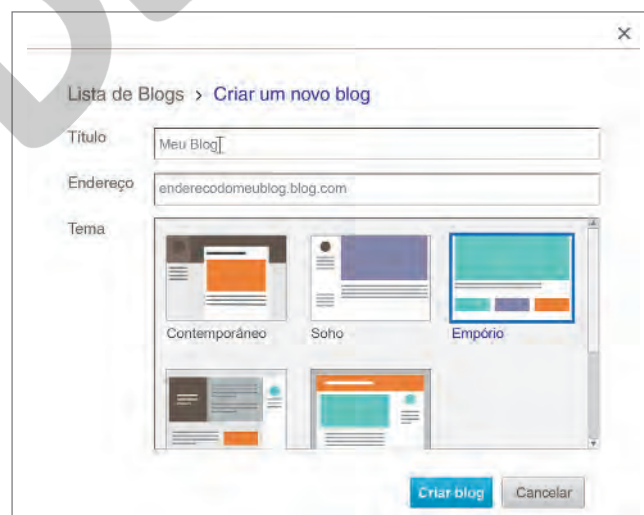 Lista de Blogs › Criar um novo blog
Título
Meu Blog
Endereço
enderecodomeublog.blog.com
Tema
Contemporâneo Soho Empório
Criar blog Cancelar